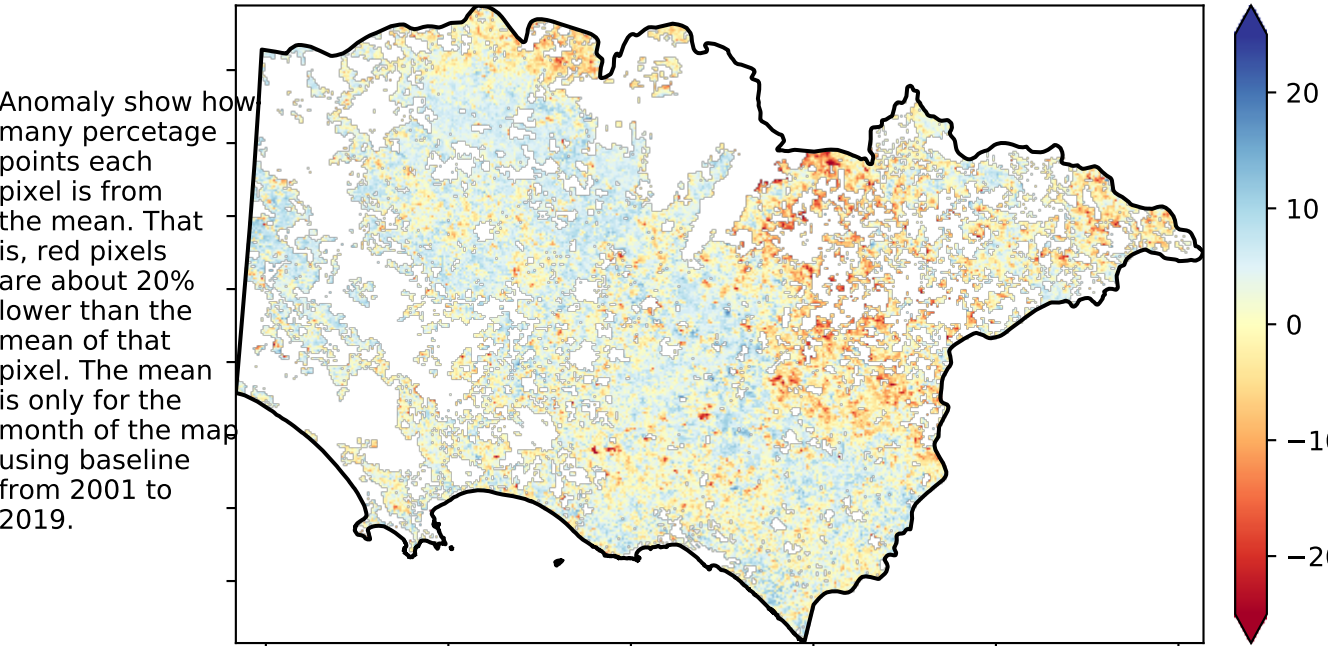 Anomaly show how
many percetage
points each
pixel is from
the mean. That
is, red pixels
are about 20%
lower than the
mean of that
pixel. The mean
is only for the
month of the map
using baseline
from 2001 to
2019.
20
10
0
−10
−20